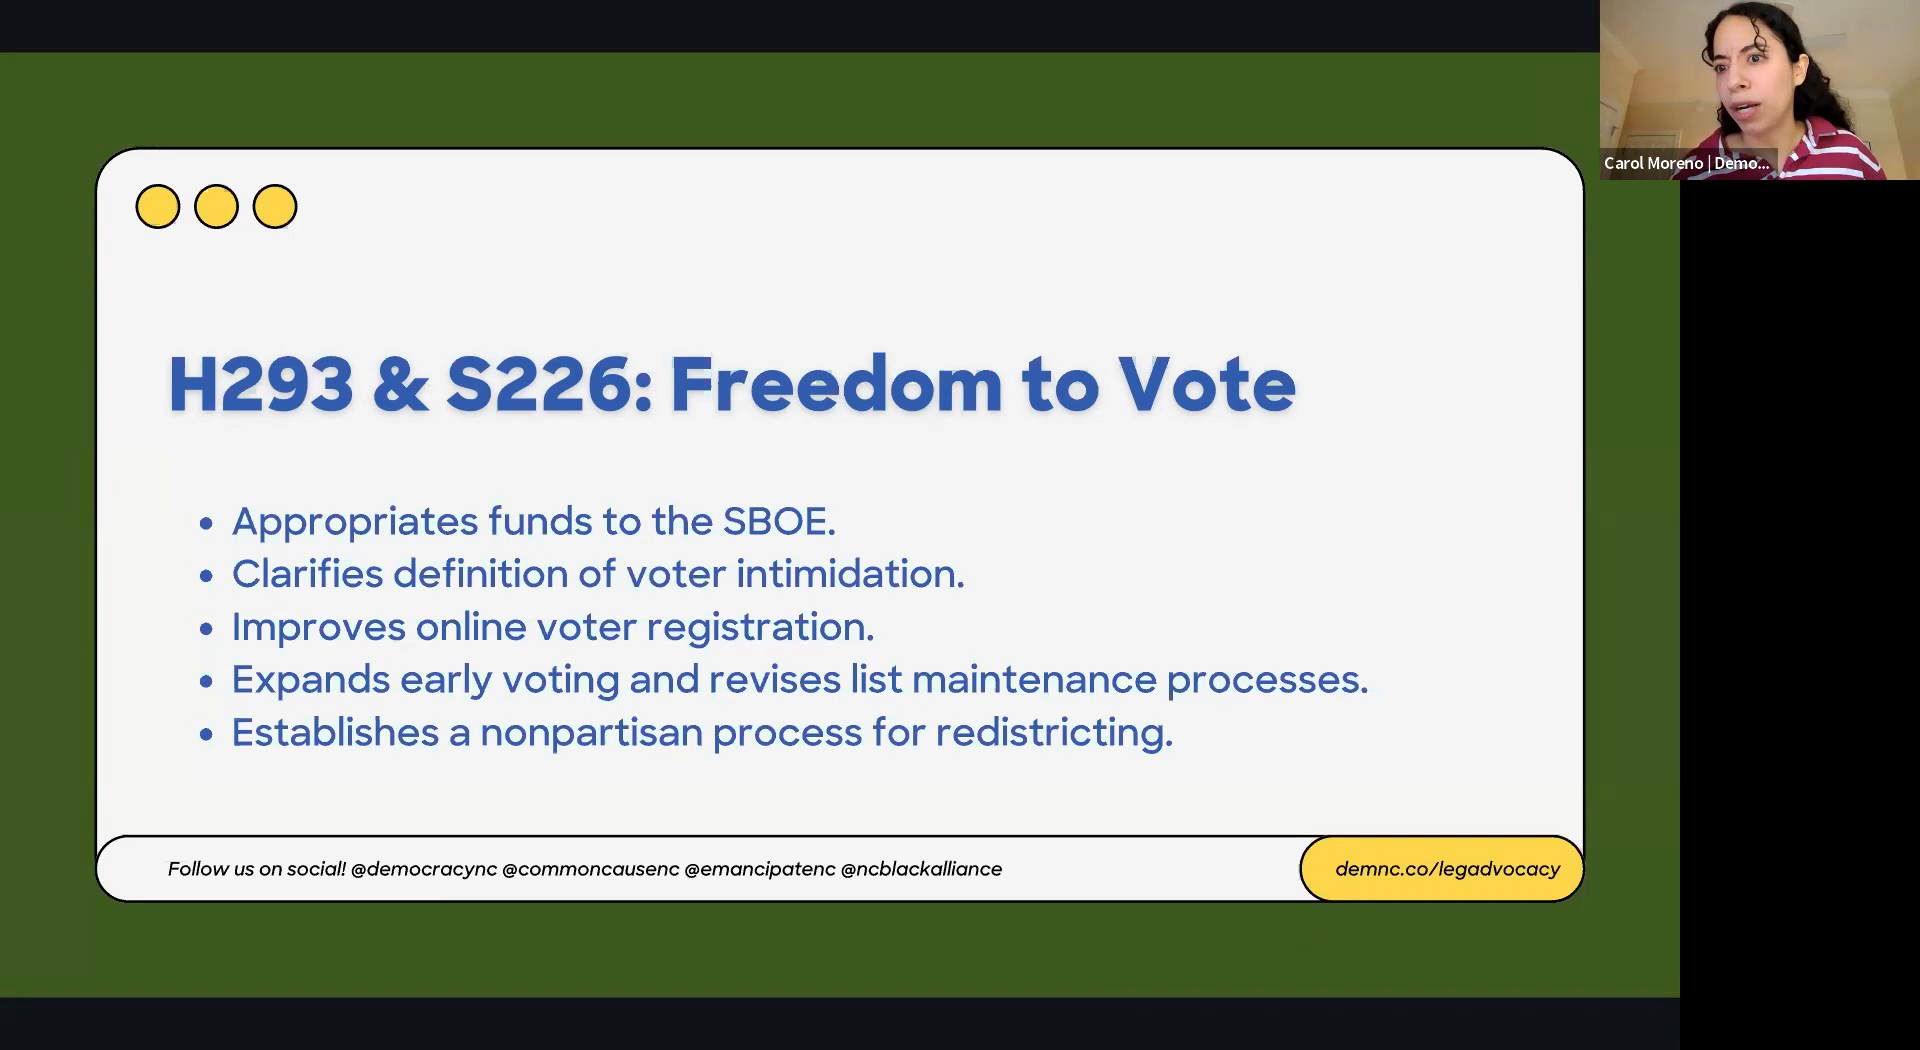 Carol Moreno | Demo...
H293 & S226: Freedom to Vote
• Appropriates funds to the SBOE.
• Clarifies definition of voter intimidation.
• Improves online voter registration.
• Expands early voting and revises list maintenance processes.
• Establishes a nonpartisan process for redistricting.
Follow us on social! @democracync @commoncausenc @emancipatenc @ncblackalliance
demnc.co/legadvocacy